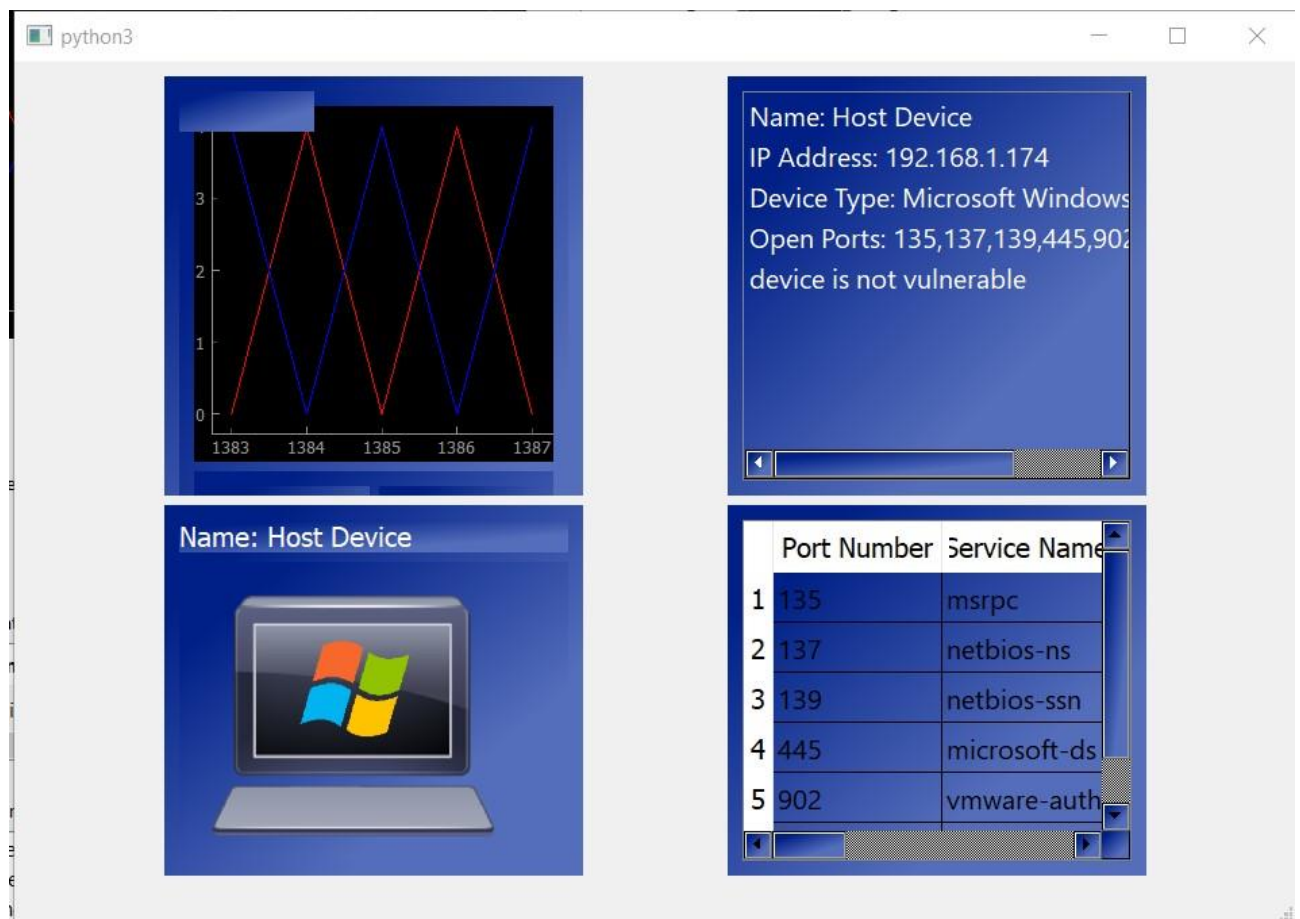 python3
3
2
1
0
1383 1384 1385 1386 1387
Name: Host Device
IP Address: 192.168.1.174
Device Type: Microsoft Windows
Open Ports: 135,137,139,445,902
device is not vulnerable
Name: Host Device
Port Number Service Name
1 135 msrpc
2 137 netbios-ns
3 139 netbios-ssn
4 445 microsoft-ds
5 902 vmware-auth